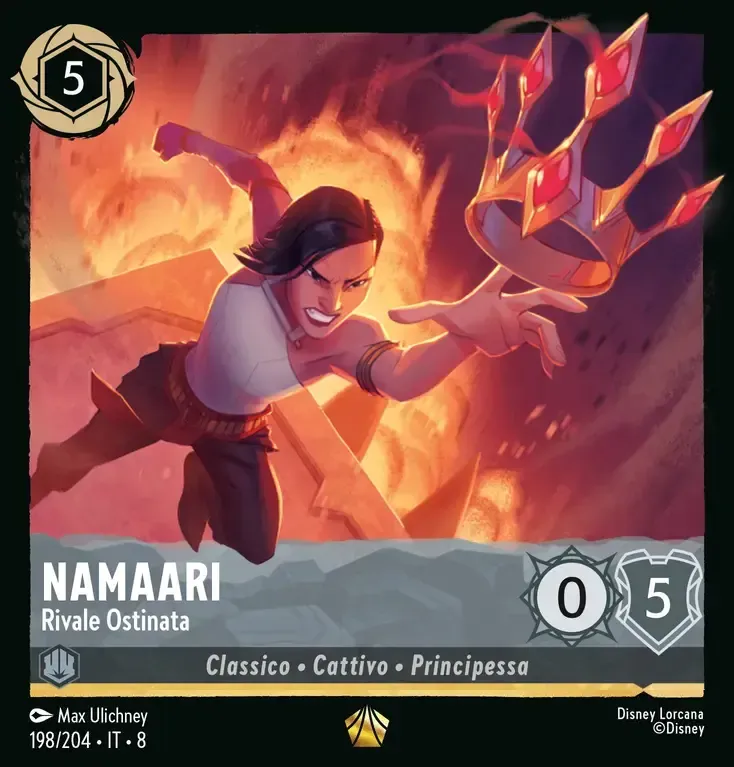 5
NAMAARI
Rivale Ostinata
0
5
Classico • Cattivo • Principessa
Max Ulichney
198/204 • IT • 8
Disney Lorcana
©Disney